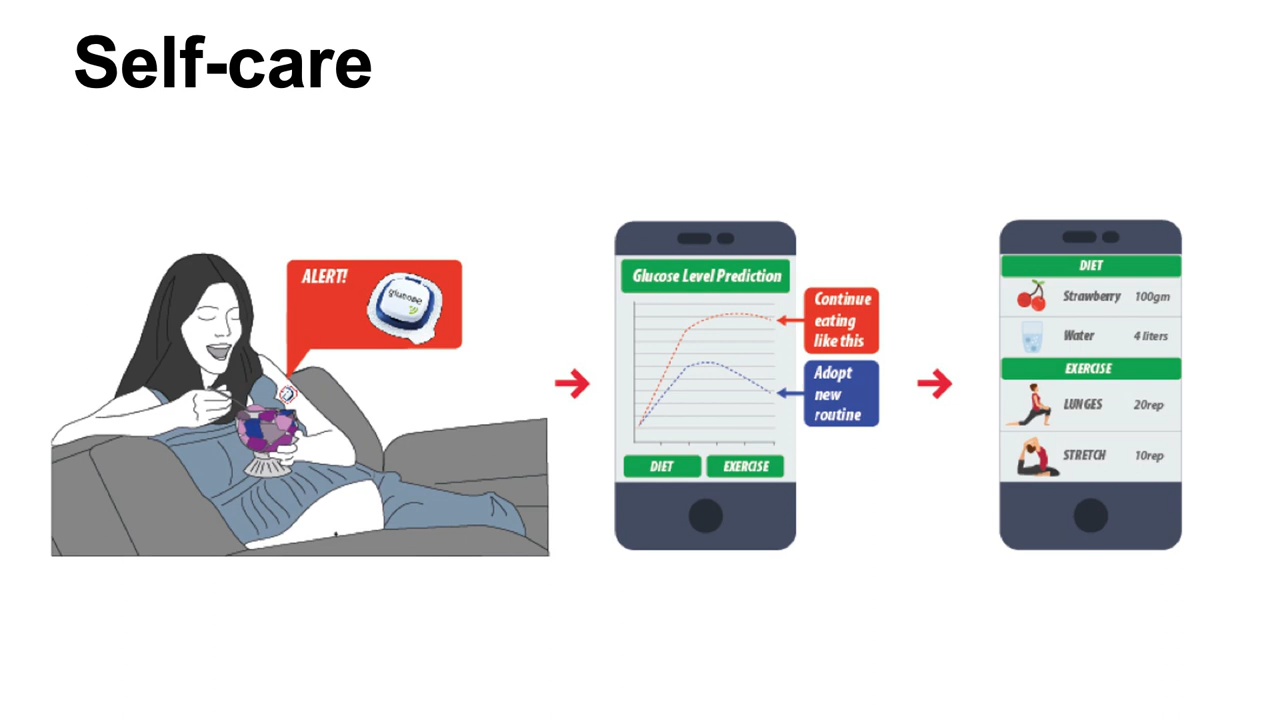 Self-care
ALERT!
glucose
Glucose Level Prediction
DIET
EXERCISE
Continue
eating
like this
Adopt
new
routine
DIET
Strawberry 100gm
Water 4 liters
EXERCISE
LUNGES 20rep
STRETCH 10rep